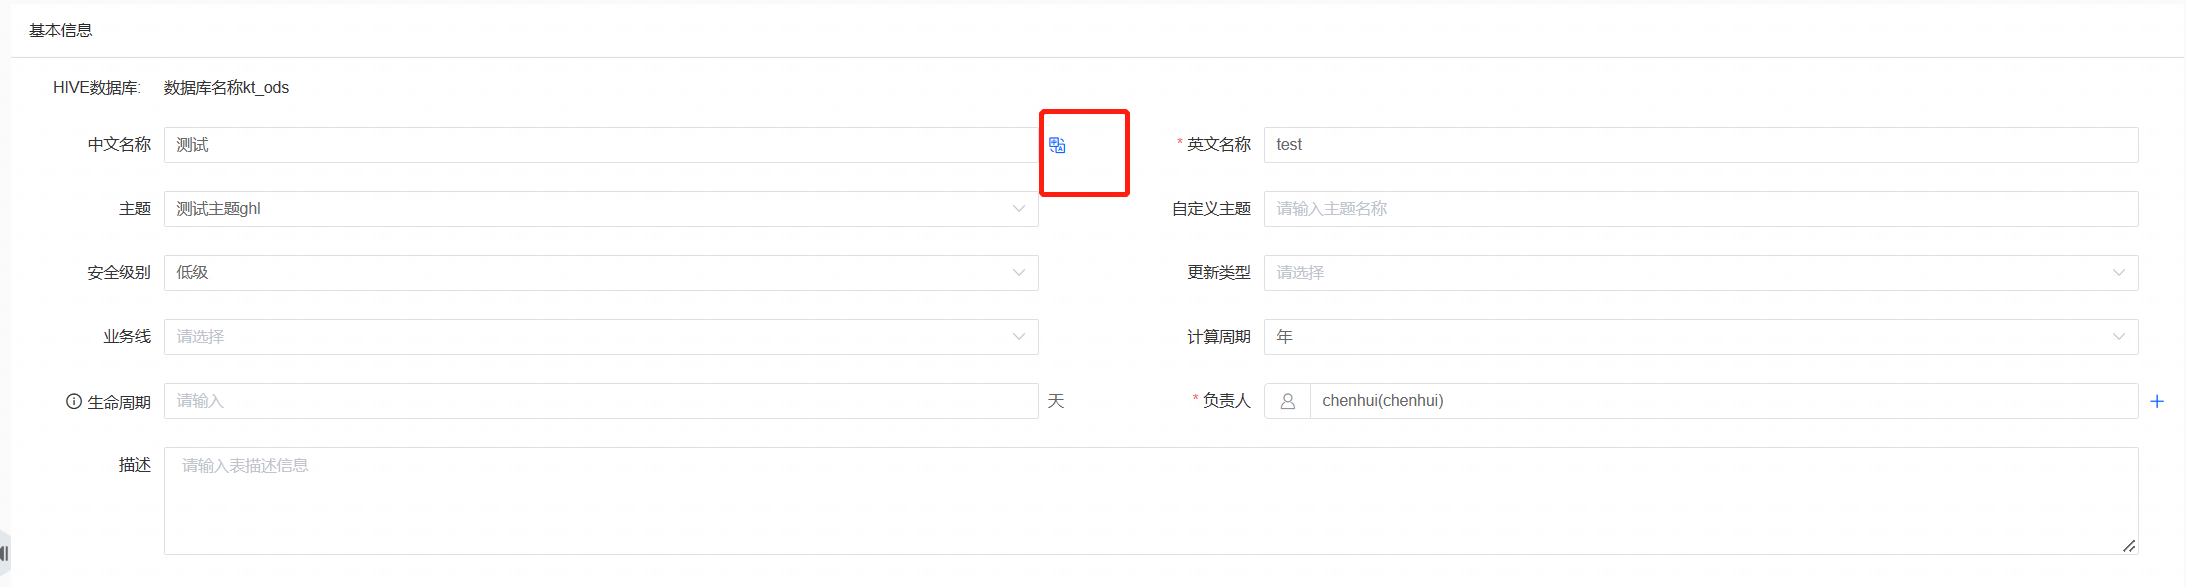 基本信息
HIVE数据库: 数据库名称kt_ods
中文名称 测试 * 英文名称 test
主题 测试主题ghl 自定义主题 请输入主题名称
安全级别 低级 更新类型 请选择
业务线 请选择 计算周期 年
生命周期 请输入 天 * 负责人 chenhui(chenhui)
描述 请输入表描述信息